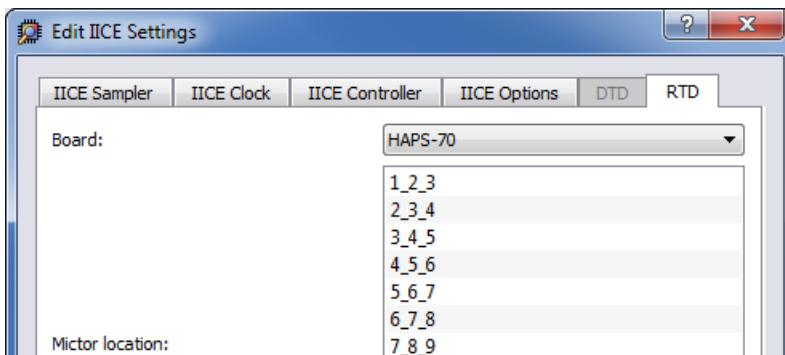 Edit IICE Settings
IICE Sampler IICE Clock IICE Controller IICE Options DTD RTD
Board: HAPS-70
1_2_3
2_3_4
3_4_5
4_5_6
5_6_7
6_7_8
Mictor location: 7_8_9